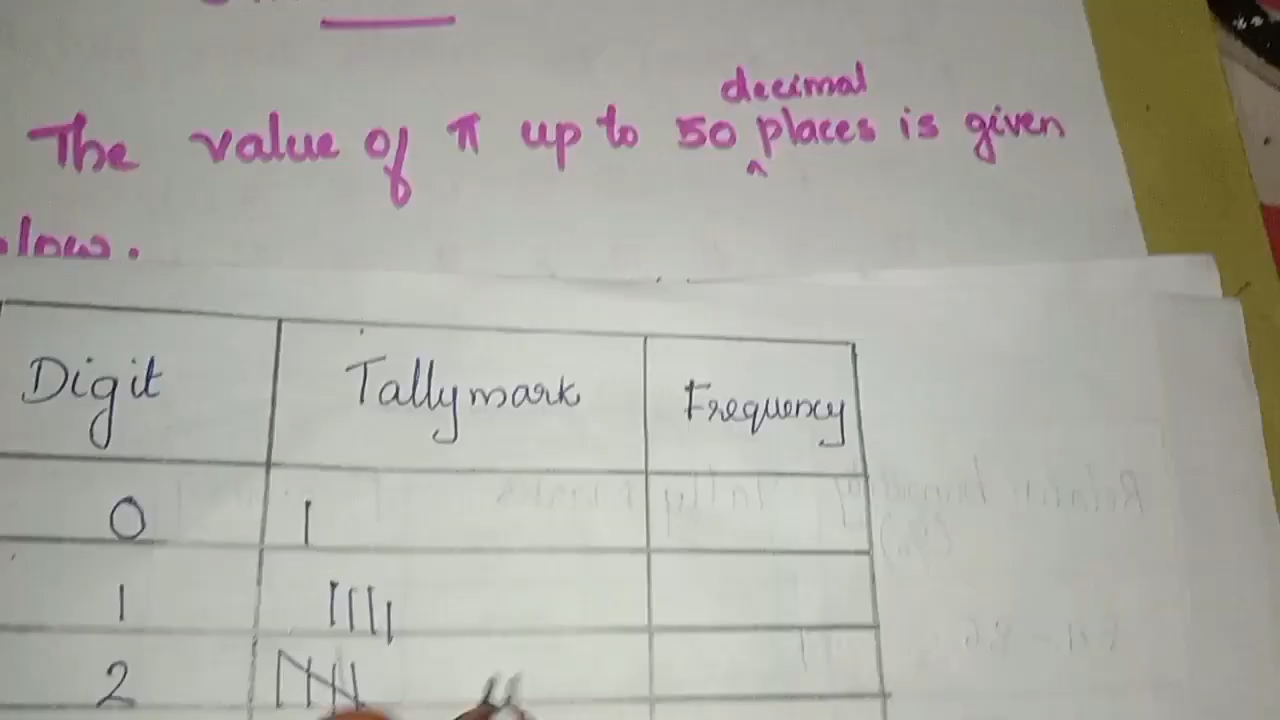 decimal
The value of π up to 50 ‸ places is given
Digit Tallymark Frequency
0 |
1 ||||
2